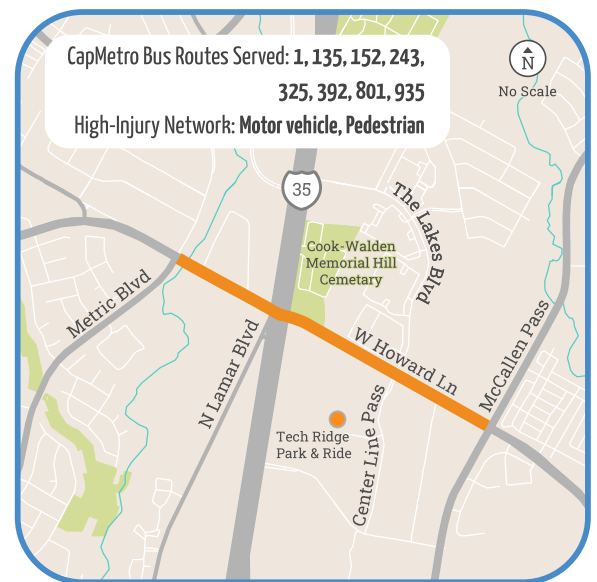 CapMetro Bus Routes Served: 1, 135, 152, 243,
325, 392, 801, 935
High-Injury Network: Motor vehicle, Pedestrian
N
No Scale
35
The Lakes Blvd
Cook-Walden
Memorial Hill
Cemetary
Metric Blvd
N Lamar Blvd
W Howard Ln
McCallen Pass
Tech Ridge
Park & Ride
Center Line Pass